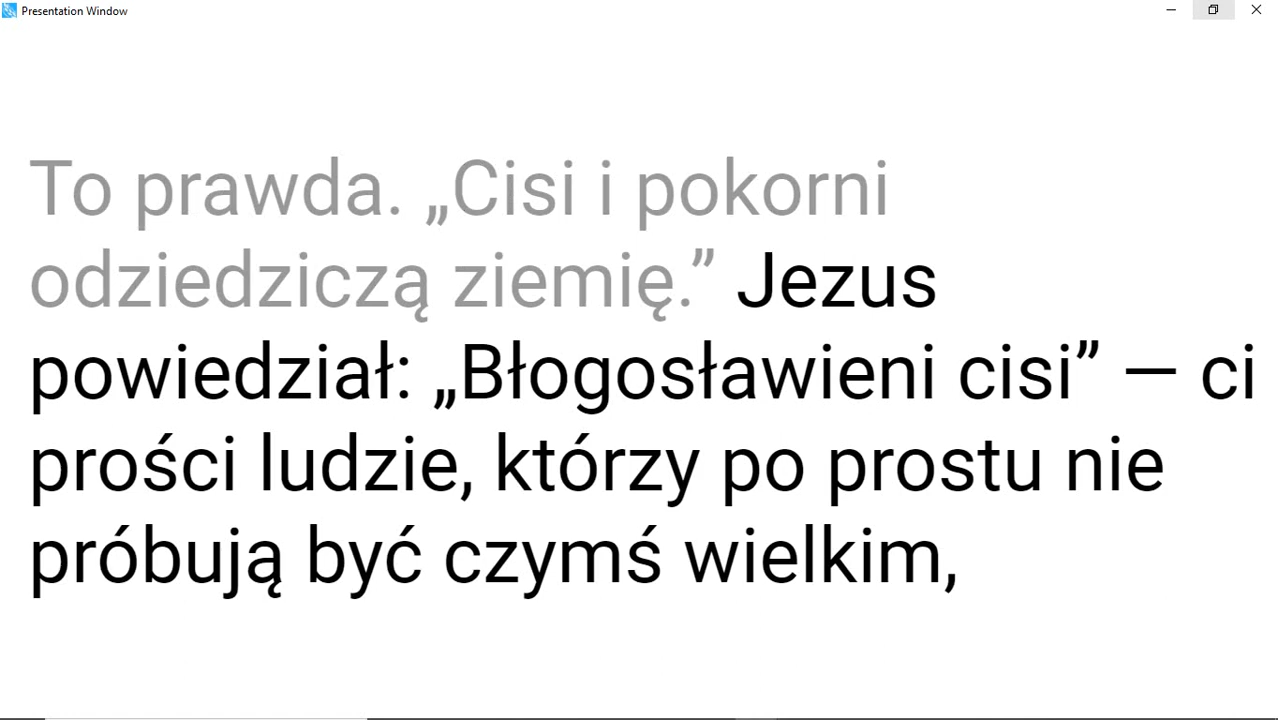 Presentation Window
To prawda. „Cisi i pokorni
odziedziczą ziemię.” Jezus
powiedział: „Błogosławieni cisi” — ci
prości ludzie, którzy po prostu nie
próbują być czymś wielkim,